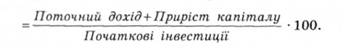 = Поточний дохід + Приріст капіталу
Початкові інвестиції · 100.